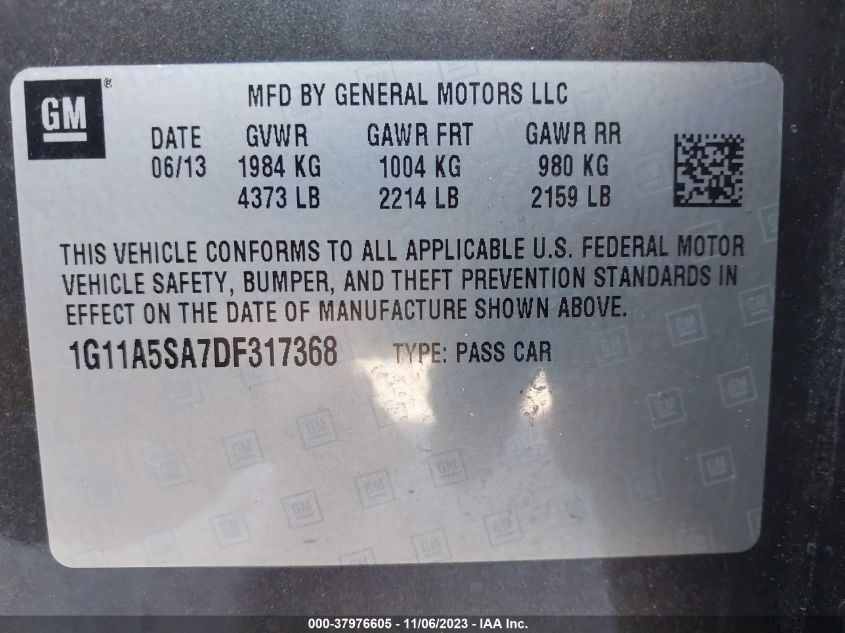 GM ®
MFD BY GENERAL MOTORS LLC
DATE GVWR GAWR FRT GAWR RR
06/13 1984 KG 1004 KG 980 KG
4373 LB 2214 LB 2159 LB
THIS VEHICLE CONFORMS TO ALL APPLICABLE U.S. FEDERAL MOTOR
VEHICLE SAFETY, BUMPER, AND THEFT PREVENTION STANDARDS IN
EFFECT ON THE DATE OF MANUFACTURE SHOWN ABOVE.
1G11A5SA7DF317368 TYPE: PASS CAR
000-37976605 - 11/06/2023 - IAA Inc.